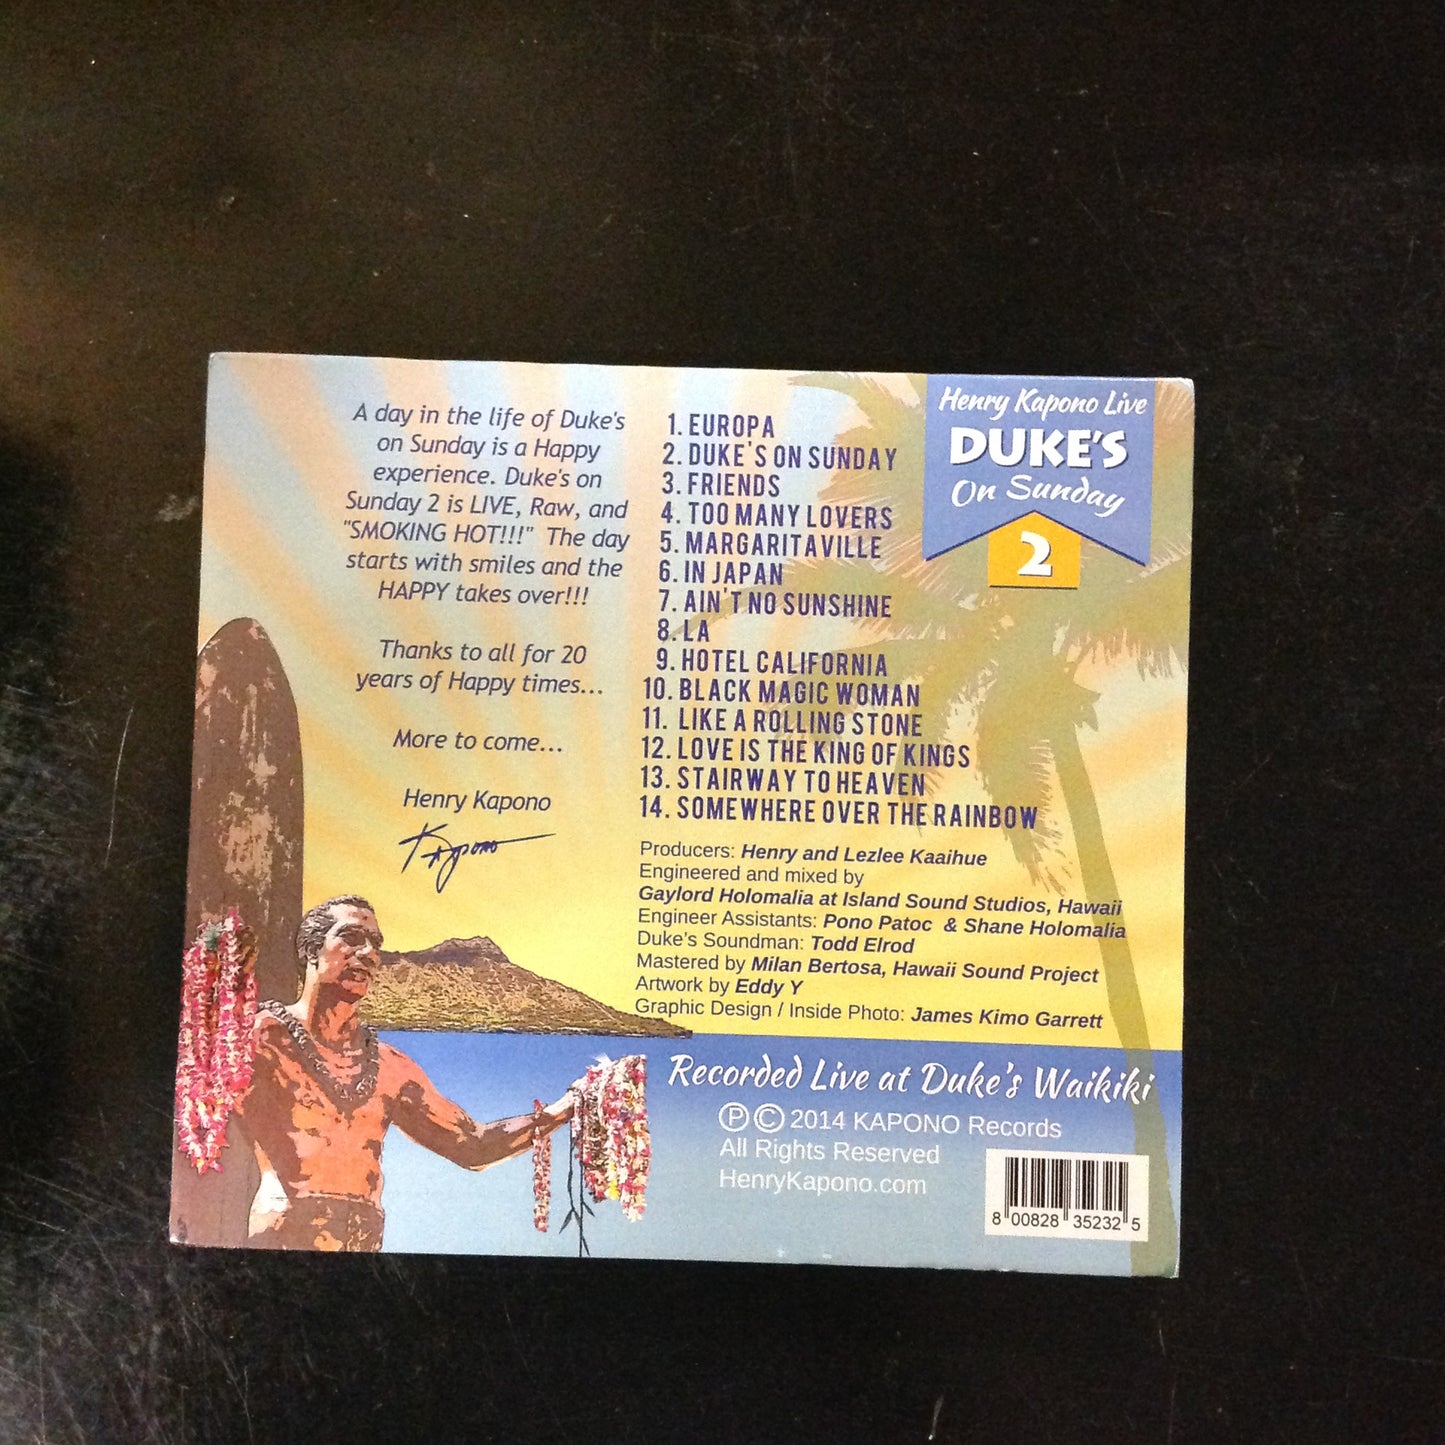 A day in the life of Duke's
on Sunday is a Happy
experience. Duke's on
Sunday 2 is LIVE, Raw, and
"SMOKING HOT!!!" The day
starts with smiles and the
HAPPY takes over!!!
Thanks to all for 20
years of Happy times...
More to come...
Henry Kapono
Kapono
1. EUROPA
2. DUKE'S ON SUNDAY
3. FRIENDS
4. TOO MANY LOVERS
5. MARGARITAVILLE
6. IN JAPAN
7. AIN'T NO SUNSHINE
8. LA
9. HOTEL CALIFORNIA
10. BLACK MAGIC WOMAN
11. LIKE A ROLLING STONE
12. LOVE IS THE KING OF KINGS
13. STAIRWAY TO HEAVEN
14. SOMEWHERE OVER THE RAINBOW
Henry Kapono Live
DUKE'S
On Sunday
2
Producers: Henry and Lezlee Kaaihue
Engineered and mixed by
Gaylord Holomalia at Island Sound Studios, Hawaii
Engineer Assistants: Pono Patoc & Shane Holomalia
Duke's Soundman: Todd Elrod
Mastered by Milan Bertosa, Hawaii Sound Project
Artwork by Eddy Y
Graphic Design / Inside Photo: James Kimo Garrett
Recorded Live at Duke's Waikiki
℗ © 2014 KAPONO Records
All Rights Reserved
HenryKapono.com
8 00828 35232 5